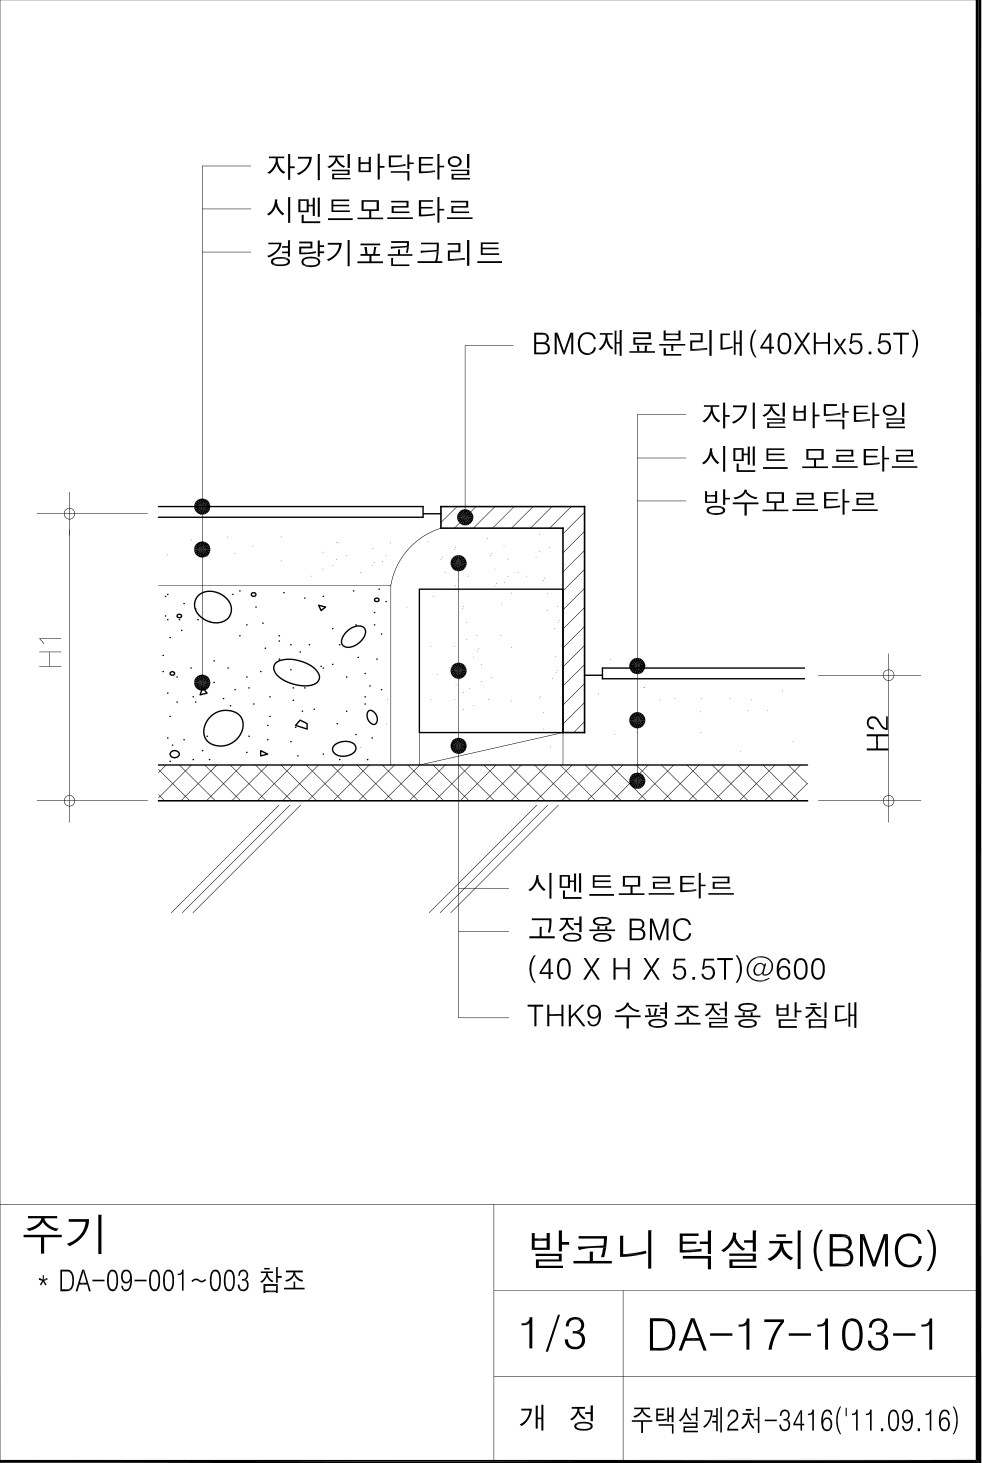 자기질바닥타일
시멘트모르타르
경량기포콘크리트
BMC재료분리대(40XHx5.5T)
자기질바닥타일
시멘트 모르타르
방수모르타르
H1
H2
시멘트모르타르
고정용 BMC
(40 X H X 5.5T)@600
THK9 수평조절용 받침대
주기
* DA-09-001~003 참조
발코니 턱설치(BMC)
1/3
DA-17-103-1
개 정
주택설계2처-3416('11.09.16)